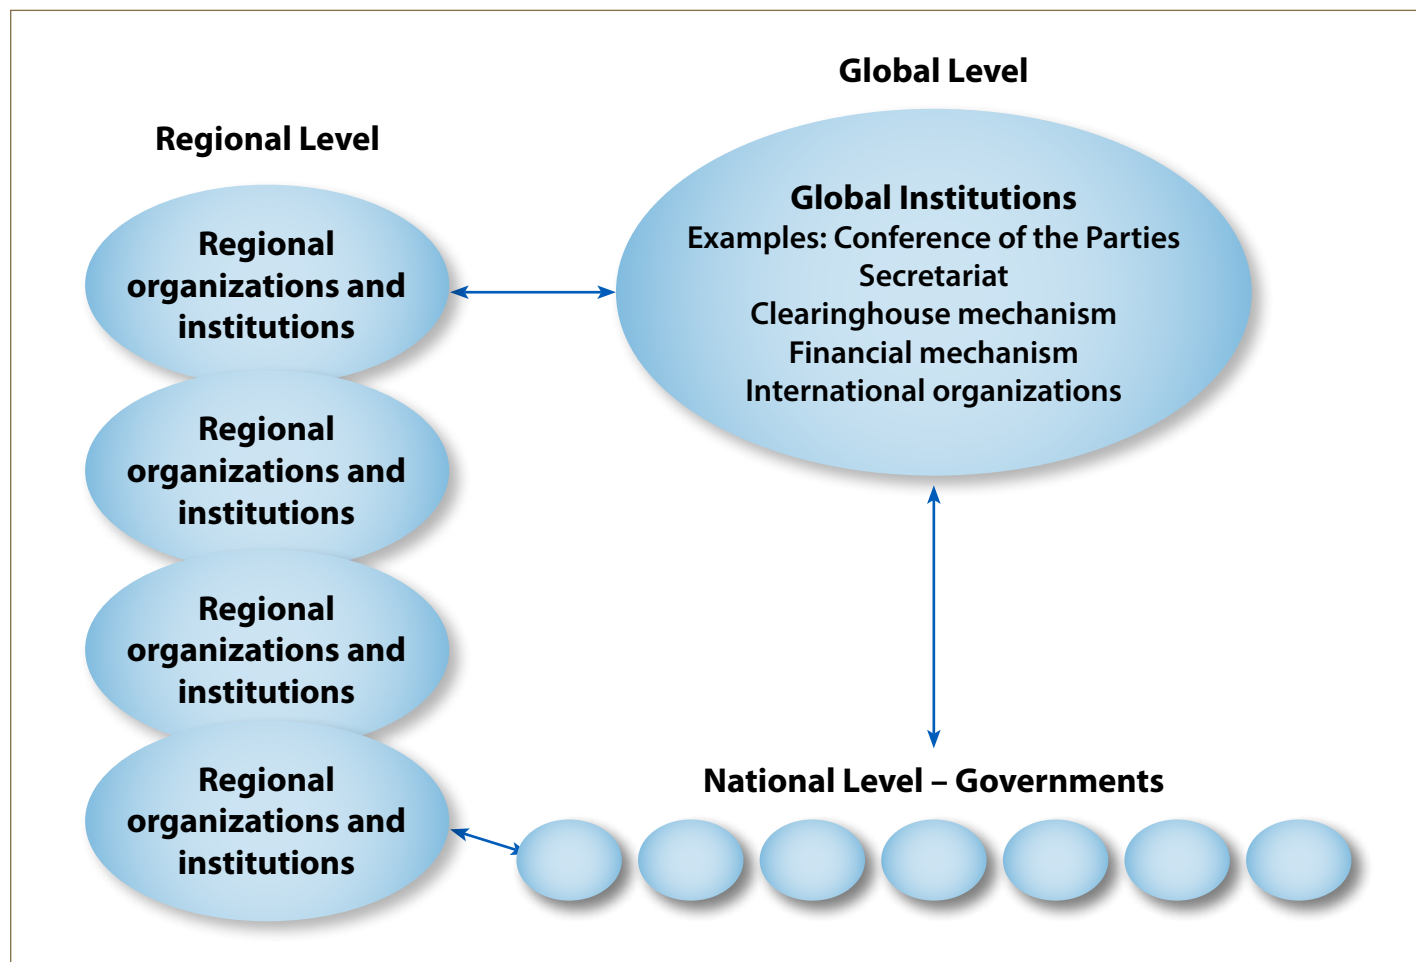 Global Level
Regional Level
Global Institutions
Examples: Conference of the Parties
Secretariat
Clearinghouse mechanism
Financial mechanism
International organizations
Regional
organizations and
institutions
Regional
organizations and
institutions
Regional
organizations and
institutions
Regional
organizations and
institutions
National Level – Governments